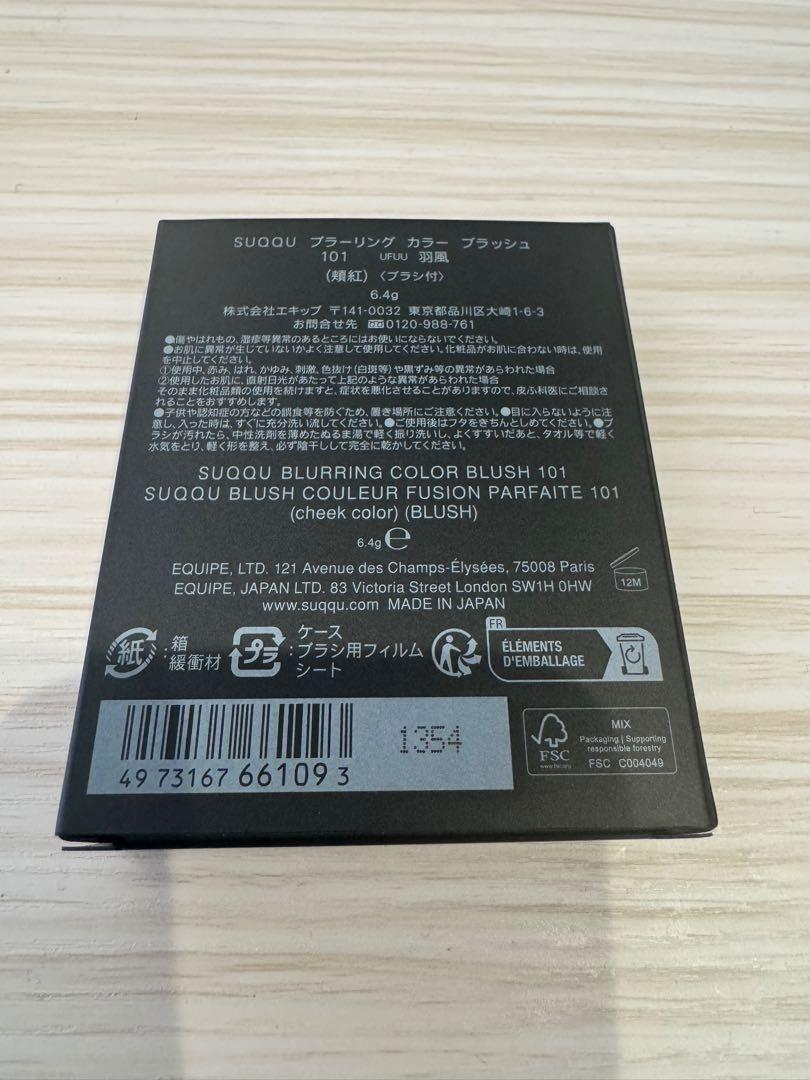 SUQQU ブラーリング カラー ブラッシュ
101 UFUU 羽風
(頬紅)〈ブラシ付〉
6.4g
株式会社エキップ 〒141-0032 東京都品川区大崎1-6-3
お問合せ先 0120-988-761
●傷やはれもの、湿疹等異常のあるところにはお使いにならないでください。
●お肌に異常が生じていないかよく注意して使用してください。化粧品がお肌に合わない時は、使用
を中止してください。
①使用中、赤み、はれ、かゆみ、刺激、色抜け(白斑等)や黒ずみ等の異常があらわれた場合
②使用したお肌に、直射日光があたって上記のような異常があらわれた場合
そのまま化粧品類の使用を続けますと、症状を悪化させることがありますので、皮ふ科医にご相談さ
れることをおすすめします。
●子供や認知症の方などの誤食等を防ぐため、置き場所にご注意ください。●目に入らないように注
意し、入った時は、すぐに充分洗い流してください。●ご使用後はフタをきちんとしめてください。●ブ
ラシが汚れたら、中性洗剤を薄めたぬるま湯で軽く振り洗いし、よくすすいだあと、タオル等で軽く
水気をとり、軽く形を整え、必ず陰干しして完全に乾かしてください。
SUQQU BLURRING COLOR BLUSH 101
SUQQU BLUSH COULEUR FUSION PARFAITE 101
(cheek color) (BLUSH)
6.4g e
EQUIPE, LTD. 121 Avenue des Champs-Élysées, 75008 Paris
EQUIPE, JAPAN LTD. 83 Victoria Street London SW1H 0HW
www.suqqu.com MADE IN JAPAN
12M
紙 : 箱
緩衝材
プラ : ケース
ブラシ用フィルム
シート
FR
ÉLÉMENTS
D'EMBALLAGE
4973167661093
1354
FSC
www.fsc.org
MIX
Packaging | Supporting
responsible forestry
FSC C004049